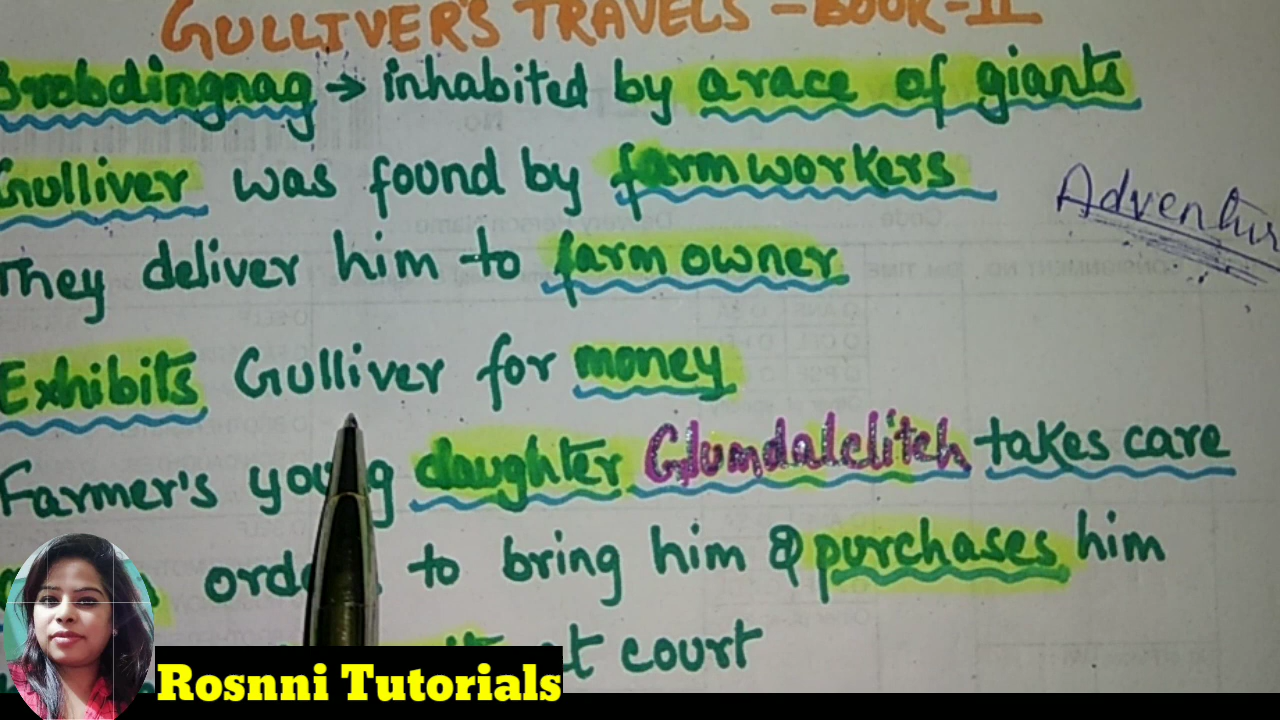 GULLIVER'S TRAVELS - BOOK-II
Brobdingnag → inhabited by a race of giants
Gulliver was found by farmworkers
Adventur
They deliver him to farm owner
Exhibits Gulliver for money
Farmer's young daughter Glumdalclitch takes care
to bring him & purchases him
at court
Rosnni Tutorials